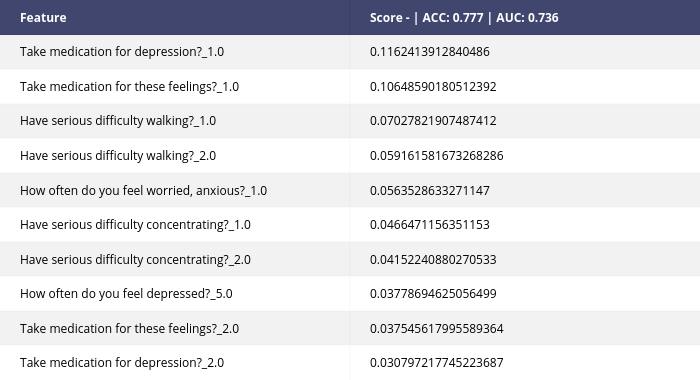 Feature Score - | ACC: 0.777 | AUC: 0.736
Take medication for depression?_1.0 0.1162413912840486
Take medication for these feelings?_1.0 0.10648590180512392
Have serious difficulty walking?_1.0 0.07027821907487412
Have serious difficulty walking?_2.0 0.059161581673268286
How often do you feel worried, anxious?_1.0 0.0563528633271147
Have serious difficulty concentrating?_1.0 0.0466471156351153
Have serious difficulty concentrating?_2.0 0.04152240880270533
How often do you feel depressed?_5.0 0.03778694625056499
Take medication for these feelings?_2.0 0.037545617995589364
Take medication for depression?_2.0 0.030797217745223687